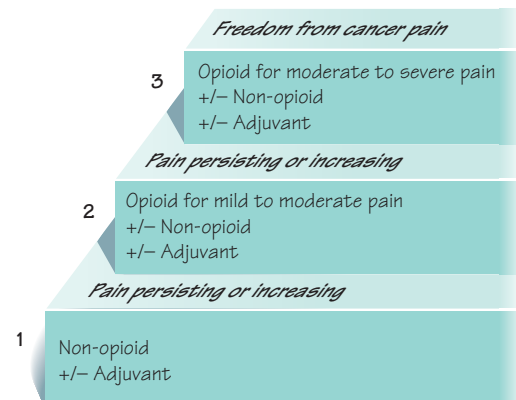 Freedom from cancer pain
3
Opioid for moderate to severe pain
+/– Non-opioid
+/– Adjuvant
Pain persisting or increasing
2
Opioid for mild to moderate pain
+/– Non-opioid
+/– Adjuvant
Pain persisting or increasing
1
Non-opioid
+/– Adjuvant